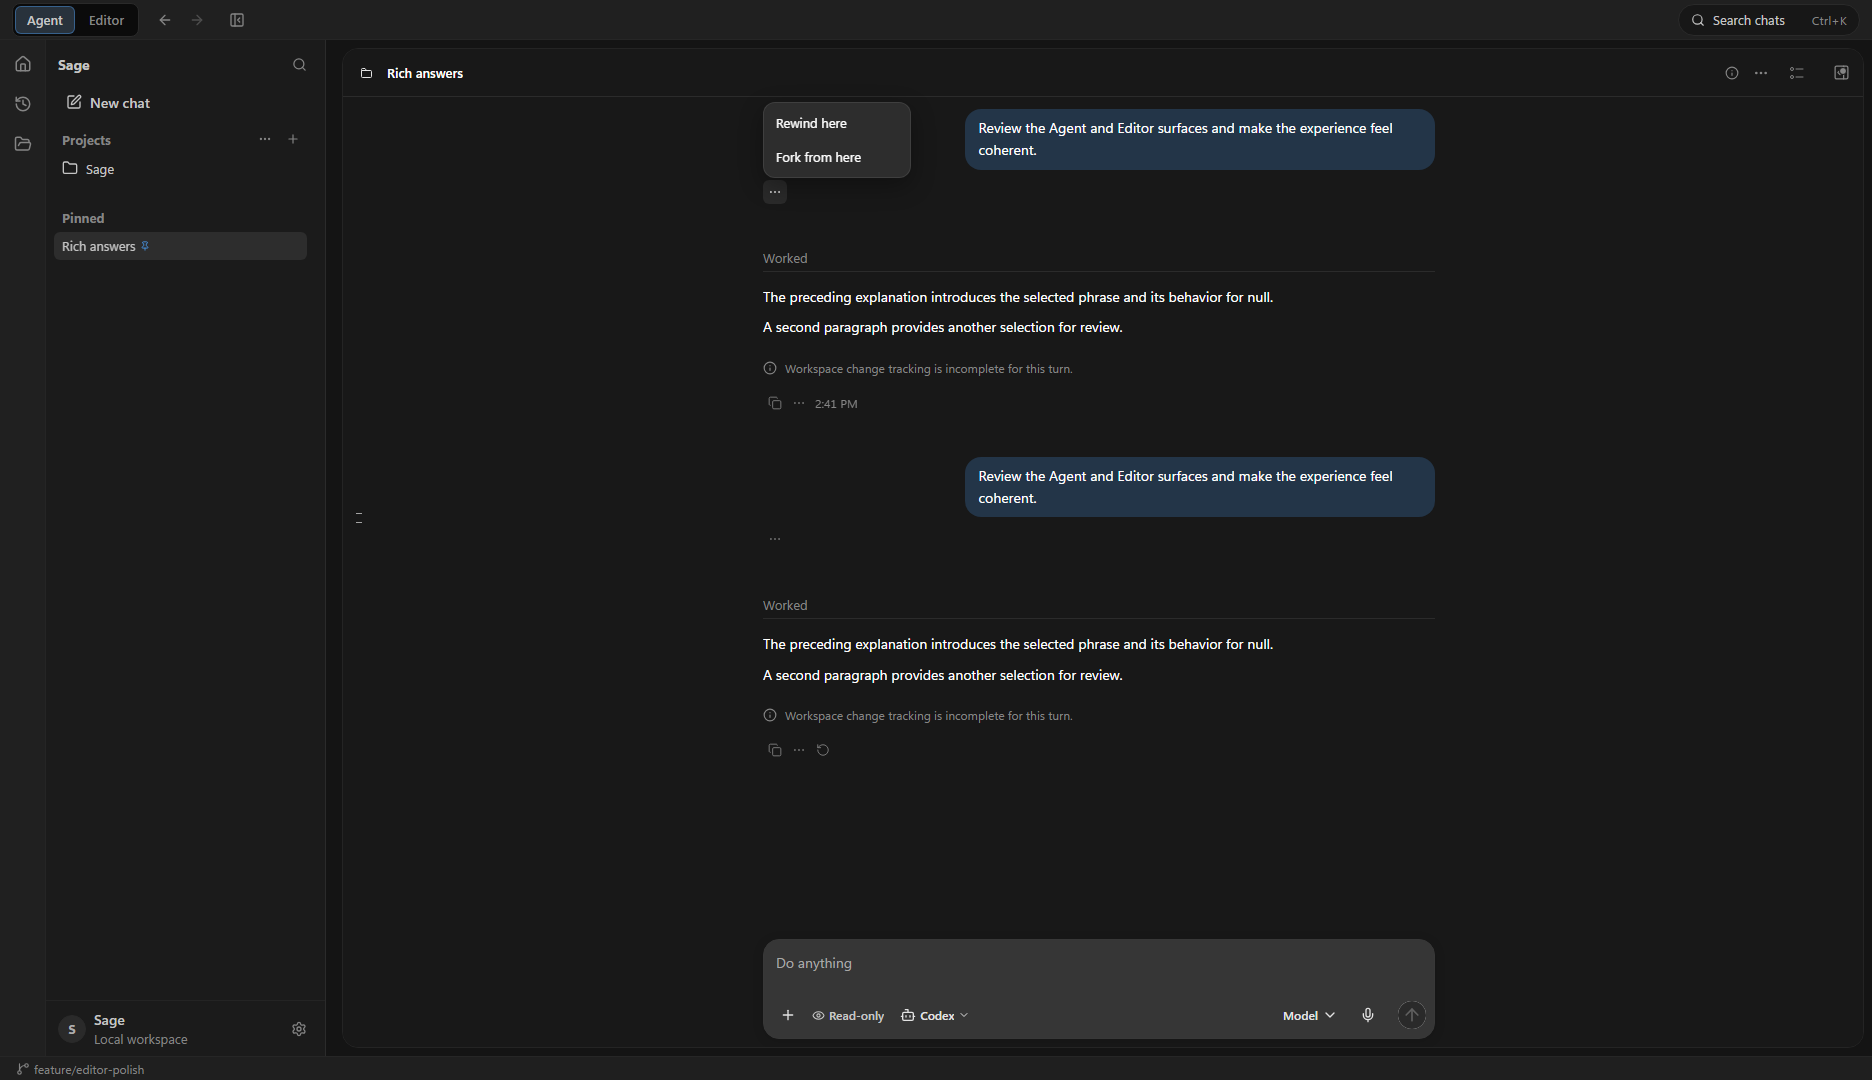 Agent
Editor
Search chats
Ctrl+K
Sage
New chat
Projects
Sage
Pinned
Rich answers
Sage
S
Local workspace
feature/editor-polish
Rich answers
Rewind here
Fork from here
Review the Agent and Editor surfaces and make the experience feel
coherent.
Worked
The preceding explanation introduces the selected phrase and its behavior for null.
A second paragraph provides another selection for review.
Workspace change tracking is incomplete for this turn.
2:41 PM
Review the Agent and Editor surfaces and make the experience feel
coherent.
Worked
The preceding explanation introduces the selected phrase and its behavior for null.
A second paragraph provides another selection for review.
Workspace change tracking is incomplete for this turn.
Do anything
Read-only
Codex
Model